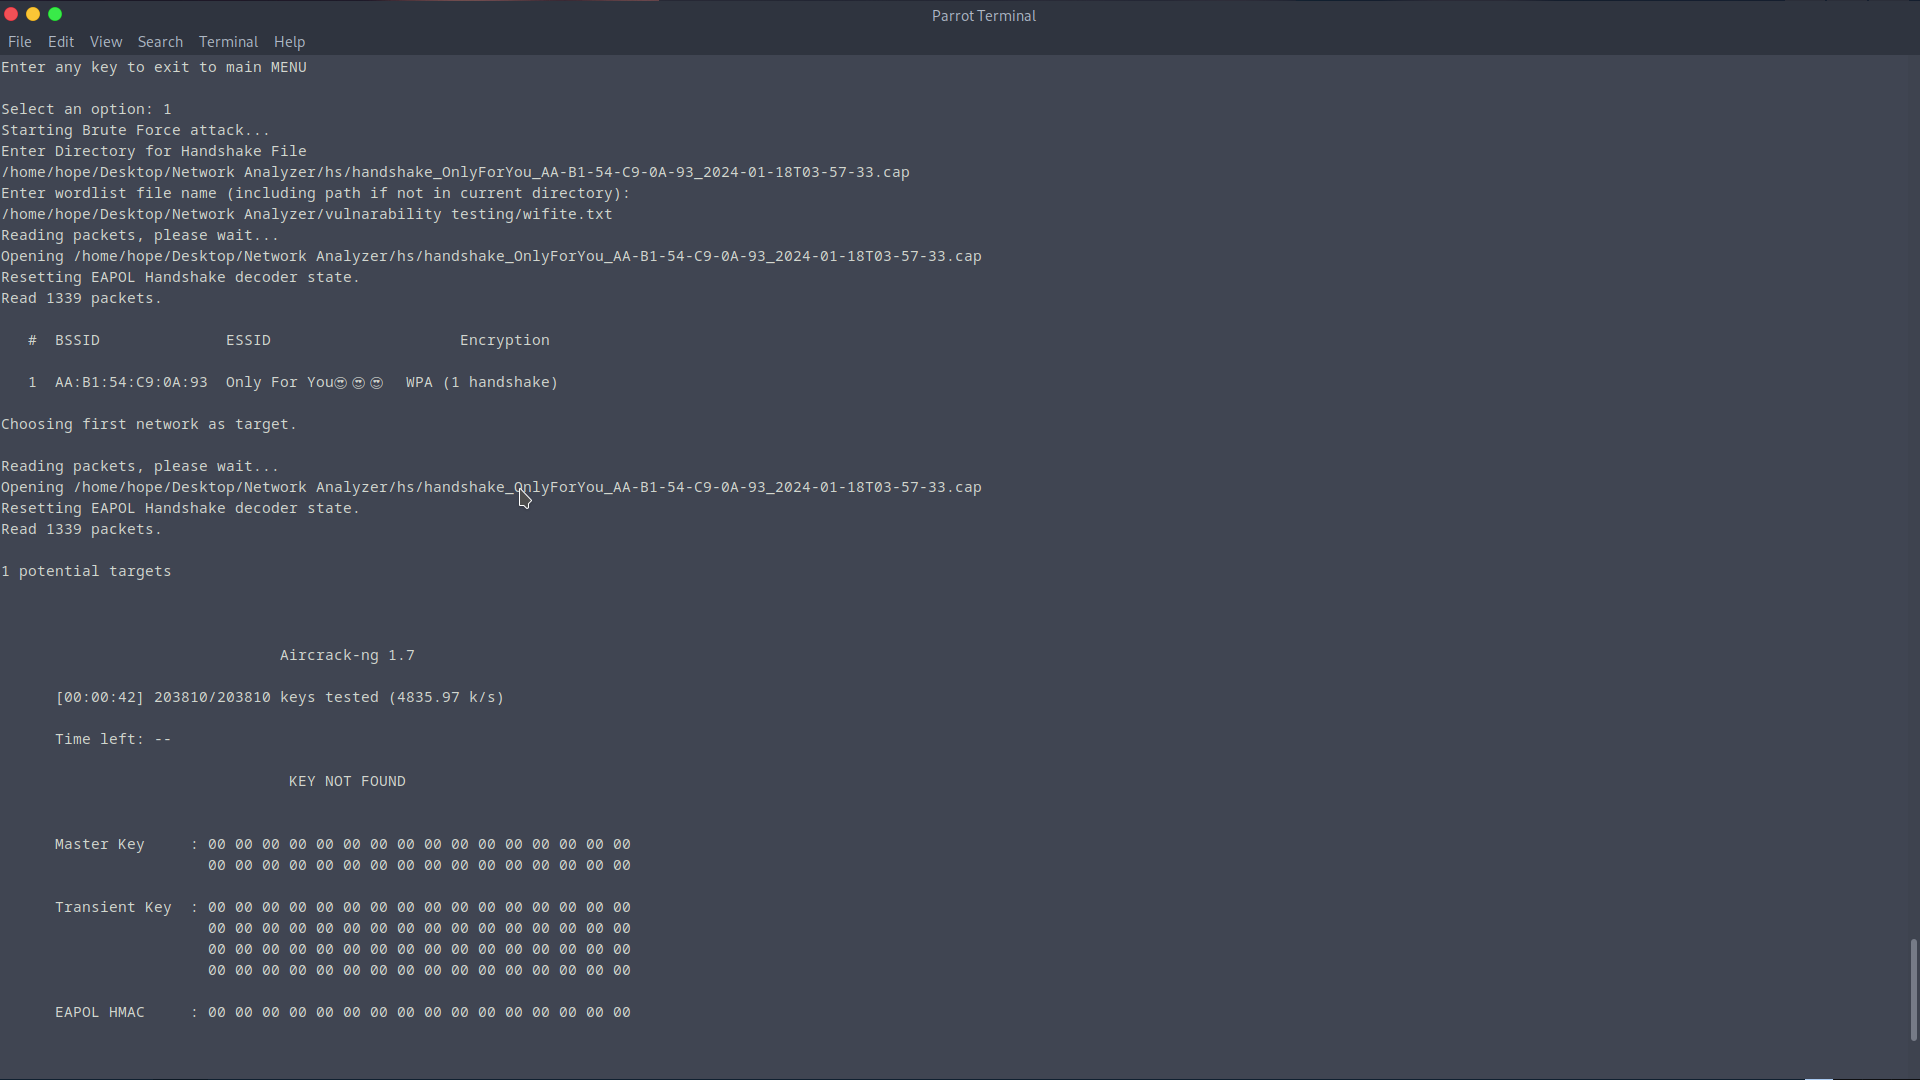 Parrot Terminal
File Edit View Search Terminal Help
Enter any key to exit to main MENU
Select an option: 1
Starting Brute Force attack...
Enter Directory for Handshake File
/home/hope/Desktop/Network Analyzer/hs/handshake_OnlyForYou_AA-B1-54-C9-0A-93_2024-01-18T03-57-33.cap
Enter wordlist file name (including path if not in current directory):
/home/hope/Desktop/Network Analyzer/vulnarability testing/wifite.txt
Reading packets, please wait...
Opening /home/hope/Desktop/Network Analyzer/hs/handshake_OnlyForYou_AA-B1-54-C9-0A-93_2024-01-18T03-57-33.cap
Resetting EAPOL Handshake decoder state.
Read 1339 packets.
# BSSID ESSID Encryption
1 AA:B1:54:C9:0A:93 Only For You😎😎😎 WPA (1 handshake)
Choosing first network as target.
Reading packets, please wait...
Opening /home/hope/Desktop/Network Analyzer/hs/handshake_OnlyForYou_AA-B1-54-C9-0A-93_2024-01-18T03-57-33.cap
Resetting EAPOL Handshake decoder state.
Read 1339 packets.
1 potential targets
Aircrack-ng 1.7
[00:00:42] 203810/203810 keys tested (4835.97 k/s)
Time left: --
KEY NOT FOUND
Master Key : 00 00 00 00 00 00 00 00 00 00 00 00 00 00 00 00
00 00 00 00 00 00 00 00 00 00 00 00 00 00 00 00
Transient Key : 00 00 00 00 00 00 00 00 00 00 00 00 00 00 00 00
00 00 00 00 00 00 00 00 00 00 00 00 00 00 00 00
00 00 00 00 00 00 00 00 00 00 00 00 00 00 00 00
00 00 00 00 00 00 00 00 00 00 00 00 00 00 00 00
EAPOL HMAC : 00 00 00 00 00 00 00 00 00 00 00 00 00 00 00 00